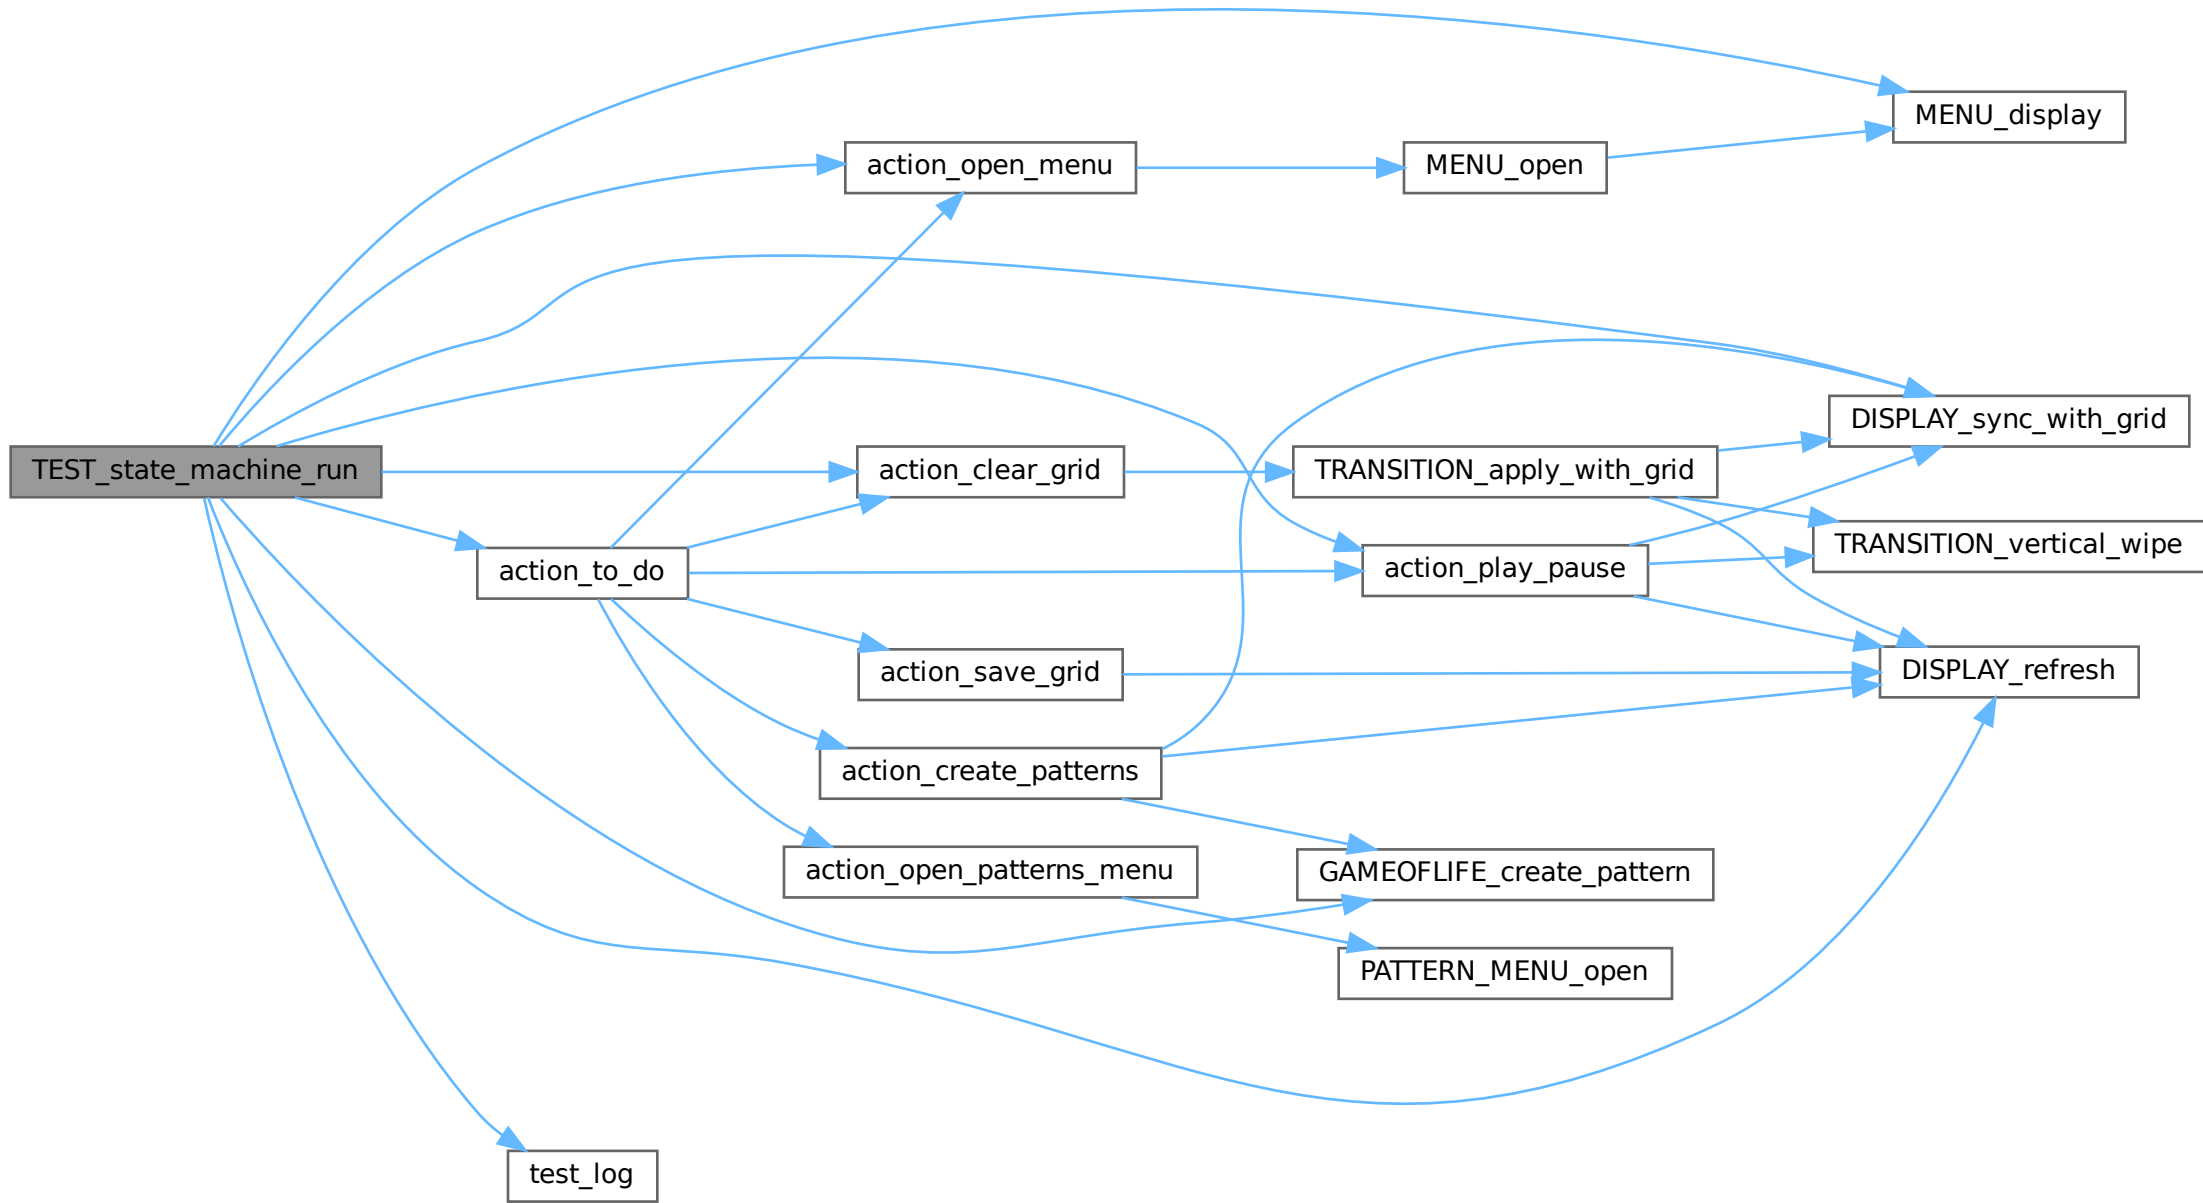 MENU_display
action_open_menu
MENU_open
DISPLAY_sync_with_grid
TEST_state_machine_run
action_clear_grid
TRANSITION_apply_with_grid
TRANSITION_vertical_wipe
action_to_do
action_play_pause
action_save_grid
DISPLAY_refresh
action_create_patterns
action_open_patterns_menu
GAMEOFLIFE_create_pattern
PATTERN_MENU_open
test_log